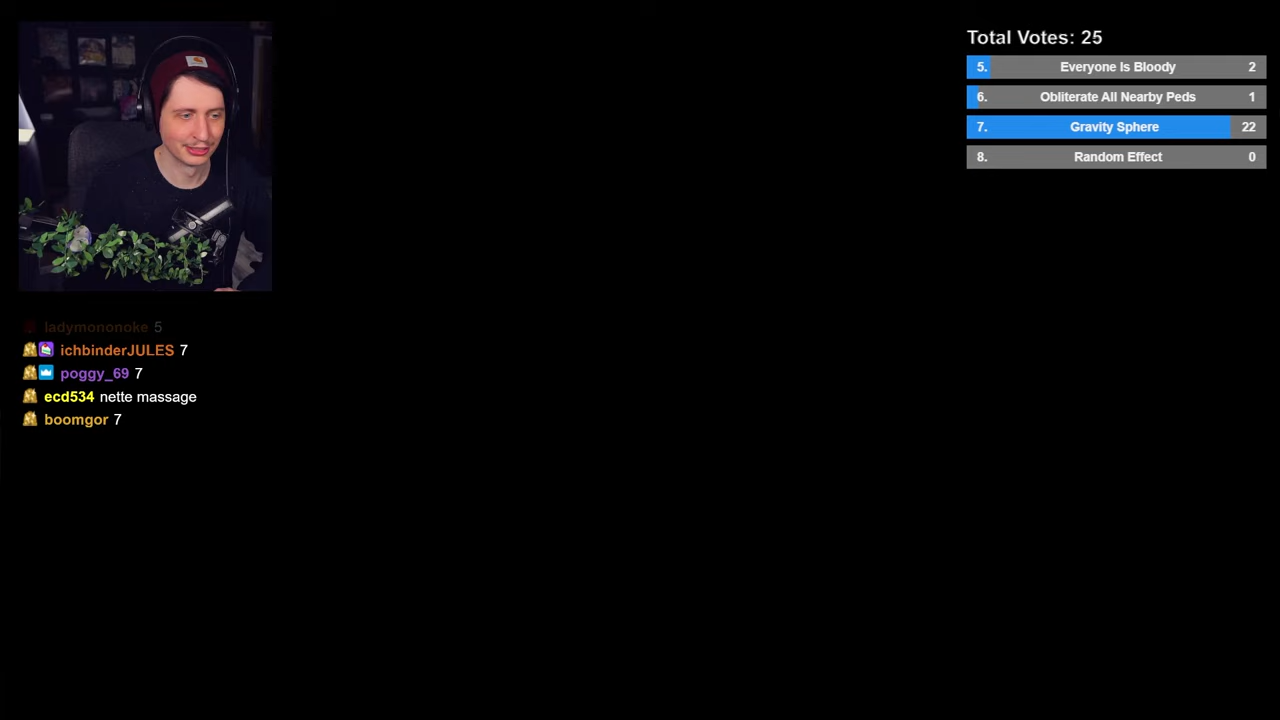 Total Votes: 25
5. Everyone Is Bloody 2
6. Obliterate All Nearby Peds 1
7. Gravity Sphere 22
8. Random Effect 0
ladymononoke 5
ichbinderJULES 7
poggy_69 7
ecd534 nette massage
boomgor 7